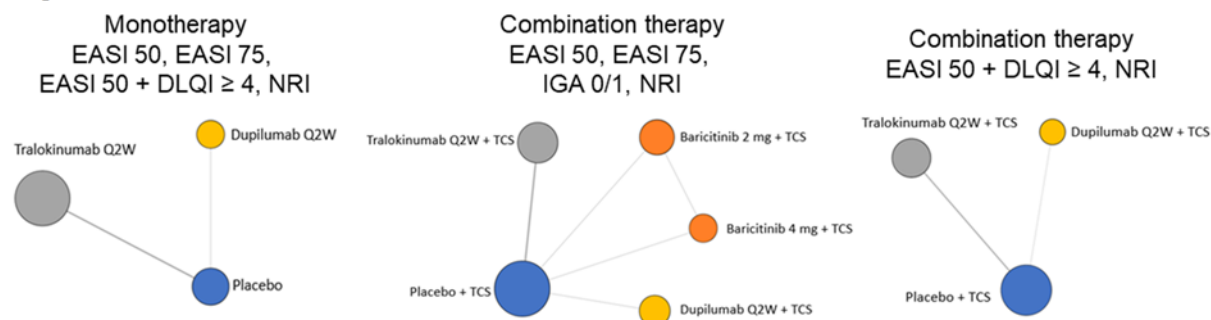 Monotherapy
EASI 50, EASI 75,
EASI 50 + DLQI ≥ 4, NRI
Tralokinumab Q2W
Dupilumab Q2W
Placebo
Combination therapy
EASI 50, EASI 75,
IGA 0/1, NRI
Tralokinumab Q2W + TCS
Baricitinib 2 mg + TCS
Baricitinib 4 mg + TCS
Placebo + TCS
Dupilumab Q2W + TCS
Combination therapy
EASI 50 + DLQI ≥ 4, NRI
Tralokinumab Q2W + TCS
Dupilumab Q2W + TCS
Placebo + TCS